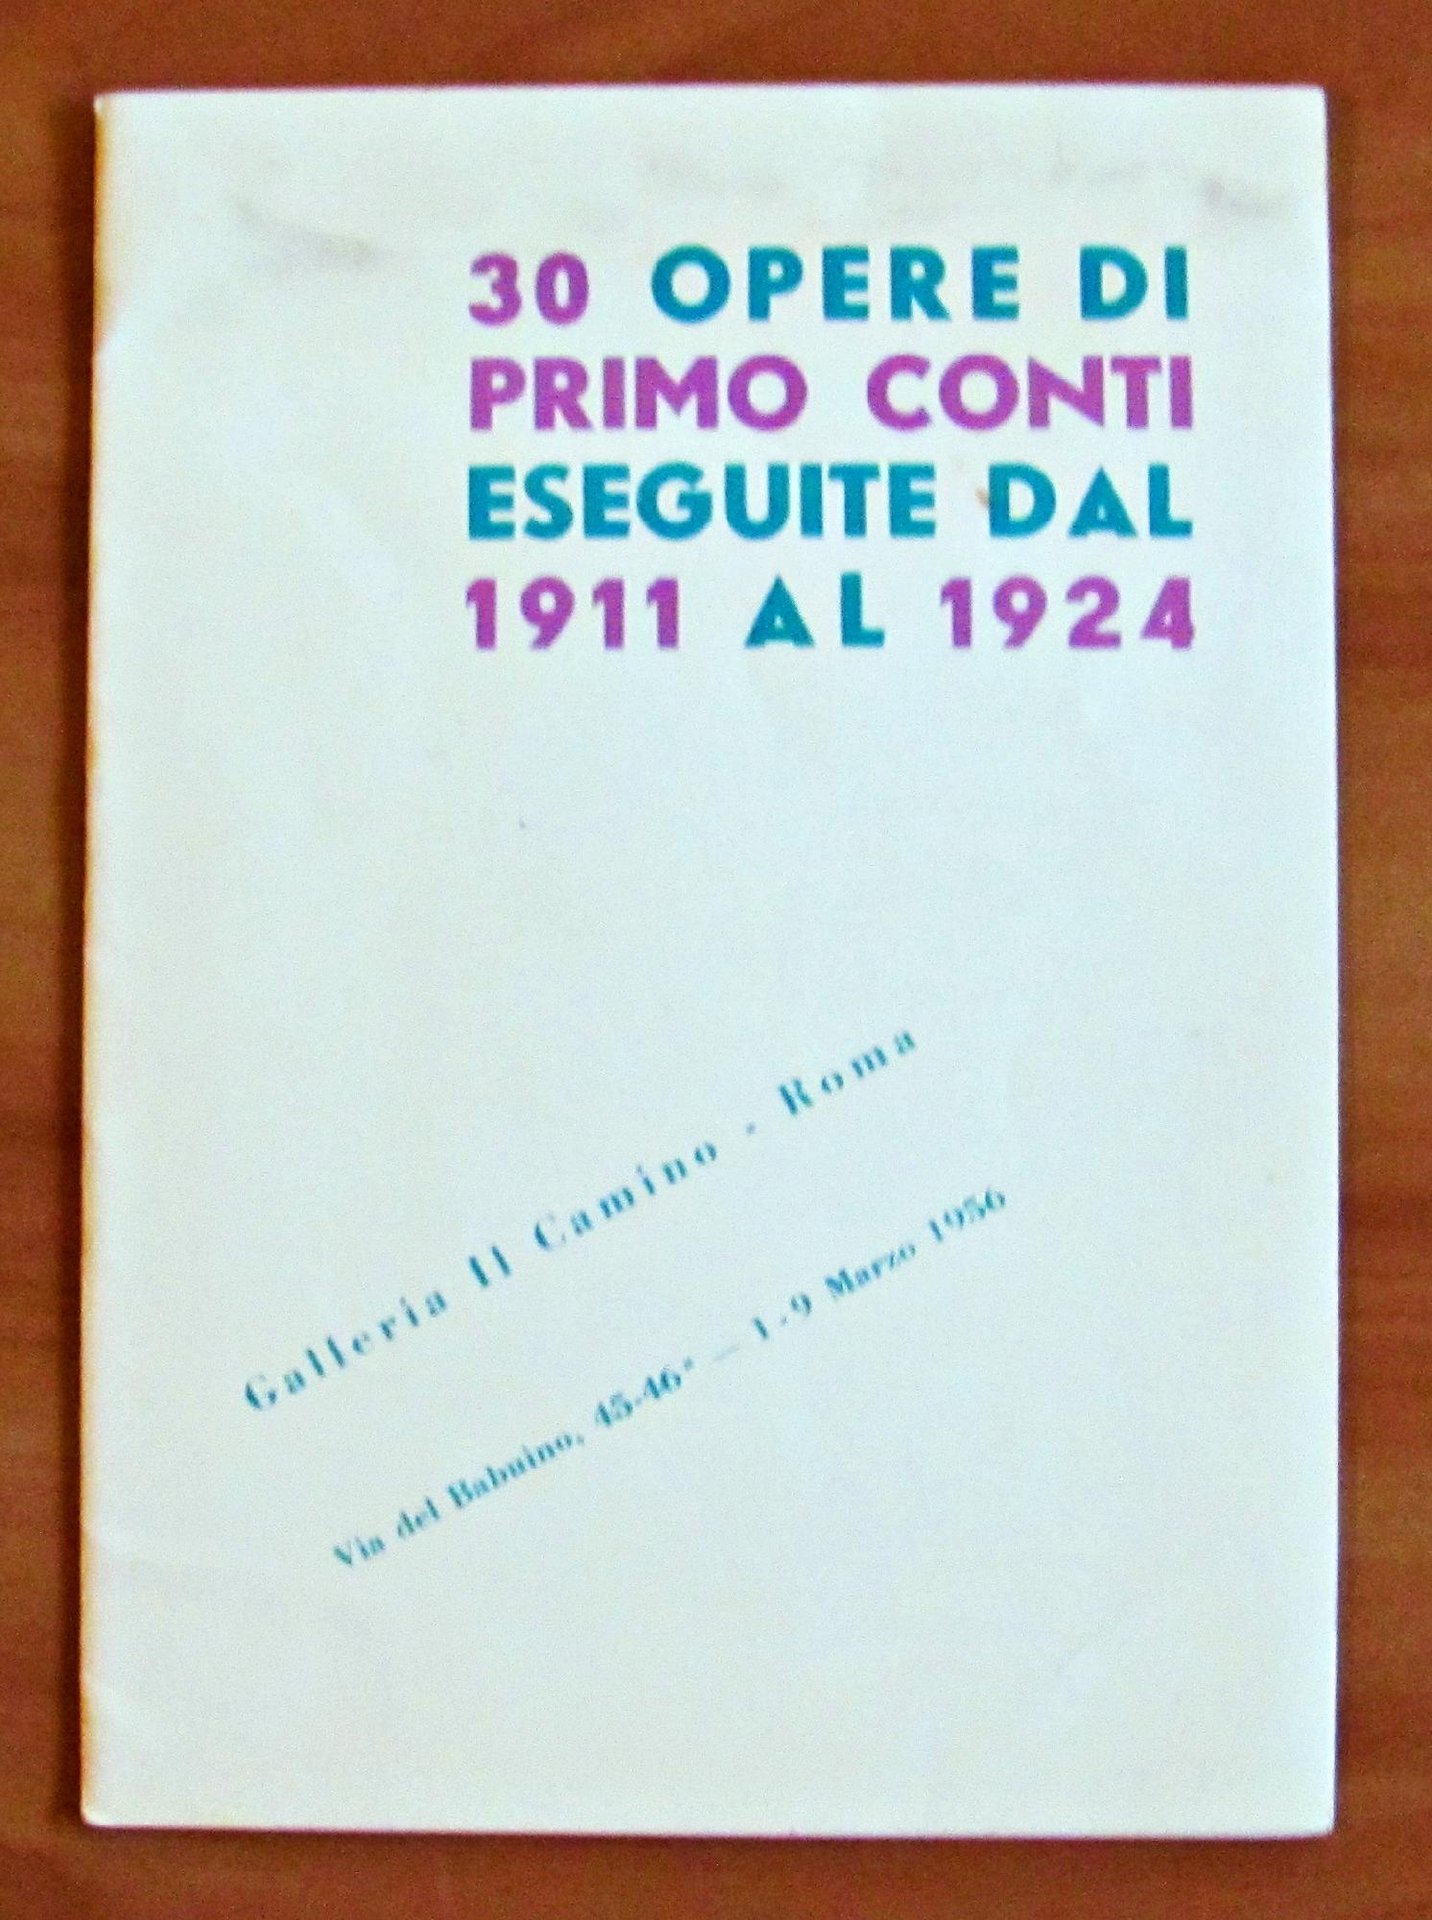 30 OPERE DI
PRIMO CONTI
ESEGUITE DAL
1911 AL 1924
Galleria Il Camino - Roma
Via del Babuino, 45-46ª — 1-9 Marzo 1956